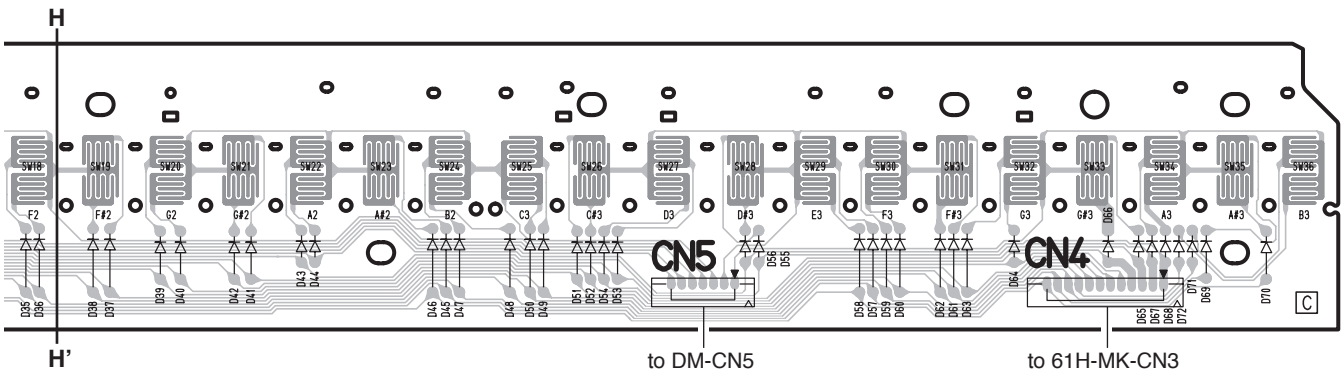 H
SW18 SW19 SW20 SW21 SW22 SW23 SW24 SW25 SW26 SW27 SW28 SW29 SW30 SW31 SW32 SW33 SW34 SW35 SW36
F2 F#2 G2 G#2 A2 A#2 B2 C3 C#3 D3 D#3 E3 F3 F#3 G3 G#3 D66 A3 A#3 B3
CN5 CN4
D35 D36 D38 D37 D39 D40 D42 D41 D43 D44 D46 D45 D47 D48 D50 D49 D51 D52 D54 D53 D56 D55 D58 D57 D59 D60 D62 D61 D63 D64 D65 D67 D68 D72 D71 D69 D70
C
H'
to DM-CN5
to 61H-MK-CN3